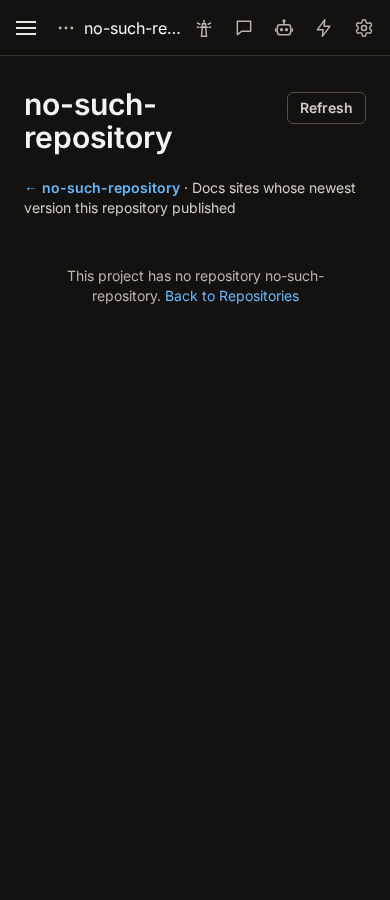 no-such-re...
no-such-
repository
Refresh
← no-such-repository · Docs sites whose newest
version this repository published
This project has no repository no-such-
repository. Back to Repositories